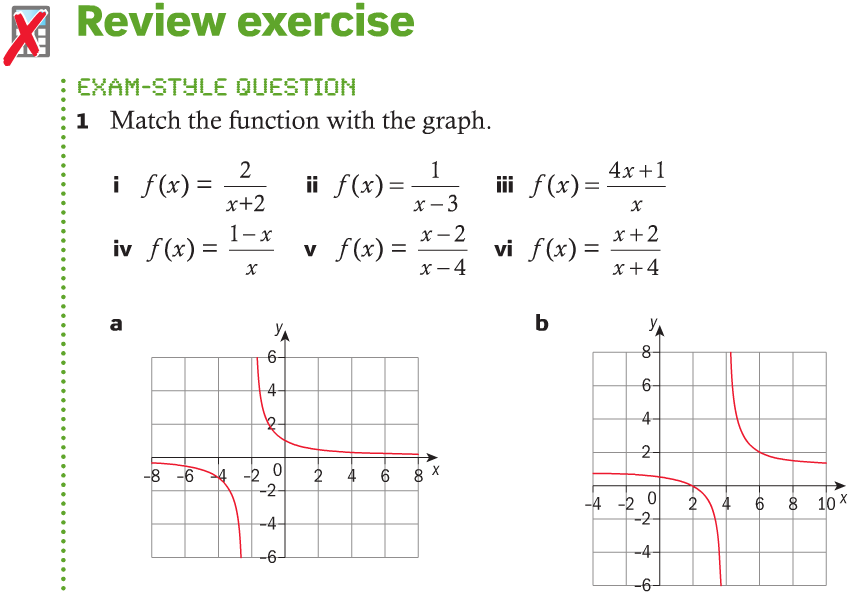 Review exercise
EXAM-STYLE QUESTION
1 Match the function with the graph.
i f(x) = 2/(x+2) ii f(x) = 1/(x−3) iii f(x) = (4x+1)/x
iv f(x) = (1−x)/x v f(x) = (x−2)/(x−4) vi f(x) = (x+2)/(x+4)
a
y
6
4
2
-8 -6 -4 -2 0 2 4 6 8 x
-2
-4
-6
b
y
8
6
4
2
-4 -2 0 2 4 6 8 10 x
-2
-4
-6